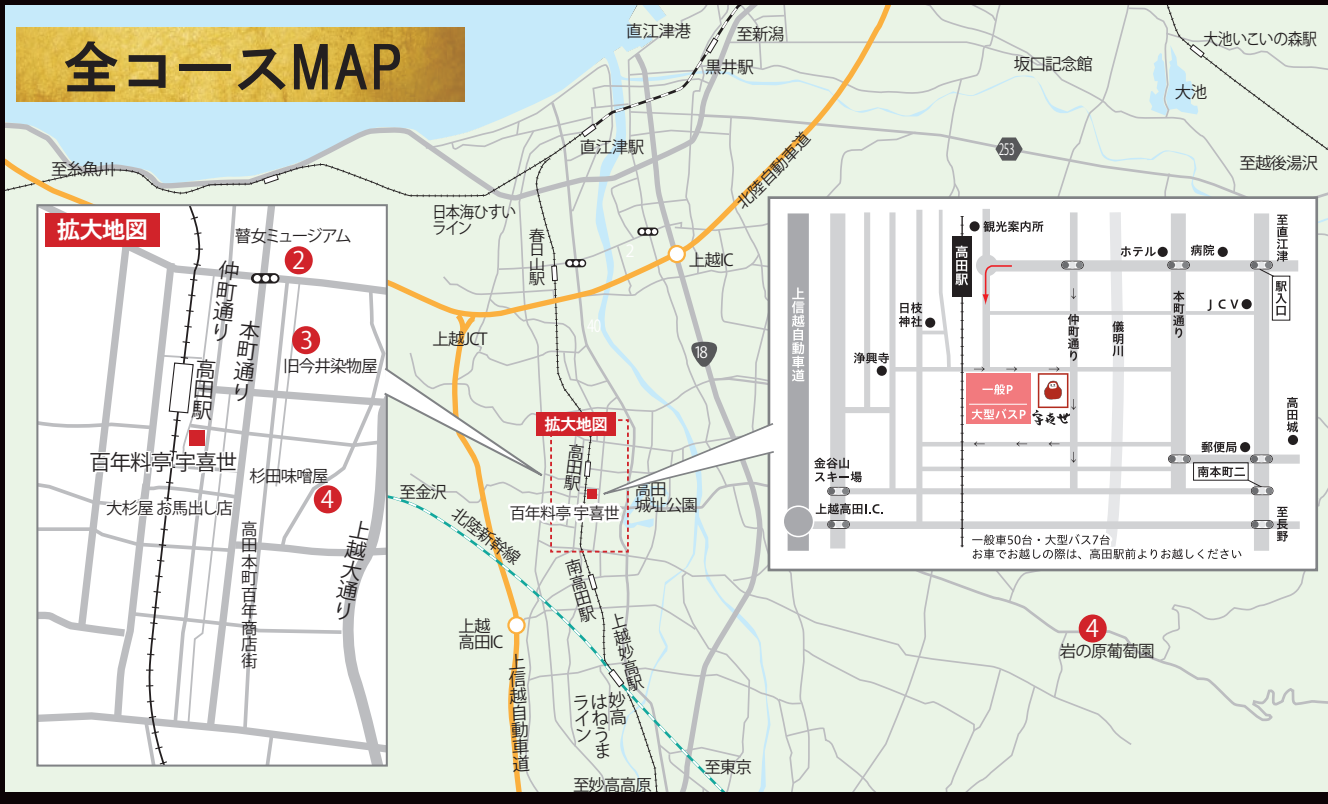 全コースMAP
直江津港
至新潟
黒井駅
坂口記念館
大池いこいの森駅
大池
至糸魚川
直江津駅
253
至越後湯沢
北陸自動車道
日本海ひすい
ライン
春日山駅
2
上越IC
上越JCT
40
18
拡大地図
高田駅
高田
城址公園
百年料亭 宇喜世
至金沢
北陸新幹線
南高田駅
上越
高田IC
上越妙高駅
上信越自動車道
妙高
はねうま
ライン
至東京
至妙高高原
4
岩の原葡萄園
拡大地図
瞽女ミュージアム
2
仲町通り
本町通り
3
旧今井染物屋
高田駅
百年料亭 宇喜世
杉田味噌屋
4
大杉屋 お馬出し店
高田本町百年商店街
上越大通り
観光案内所
高田駅
ホテル
病院
至直江津
駅入口
JCV
上信越自動車道
日枝
神社
仲町通り
儀明川
本町通り
浄興寺
→ → →
一般P
大型バスP
宇喜世
← ← ←
高田城
郵便局
南本町二
金谷山
スキー場
上越高田I.C.
至長野
一般車50台・大型バス7台
お車でお越しの際は、高田駅前よりお越しください